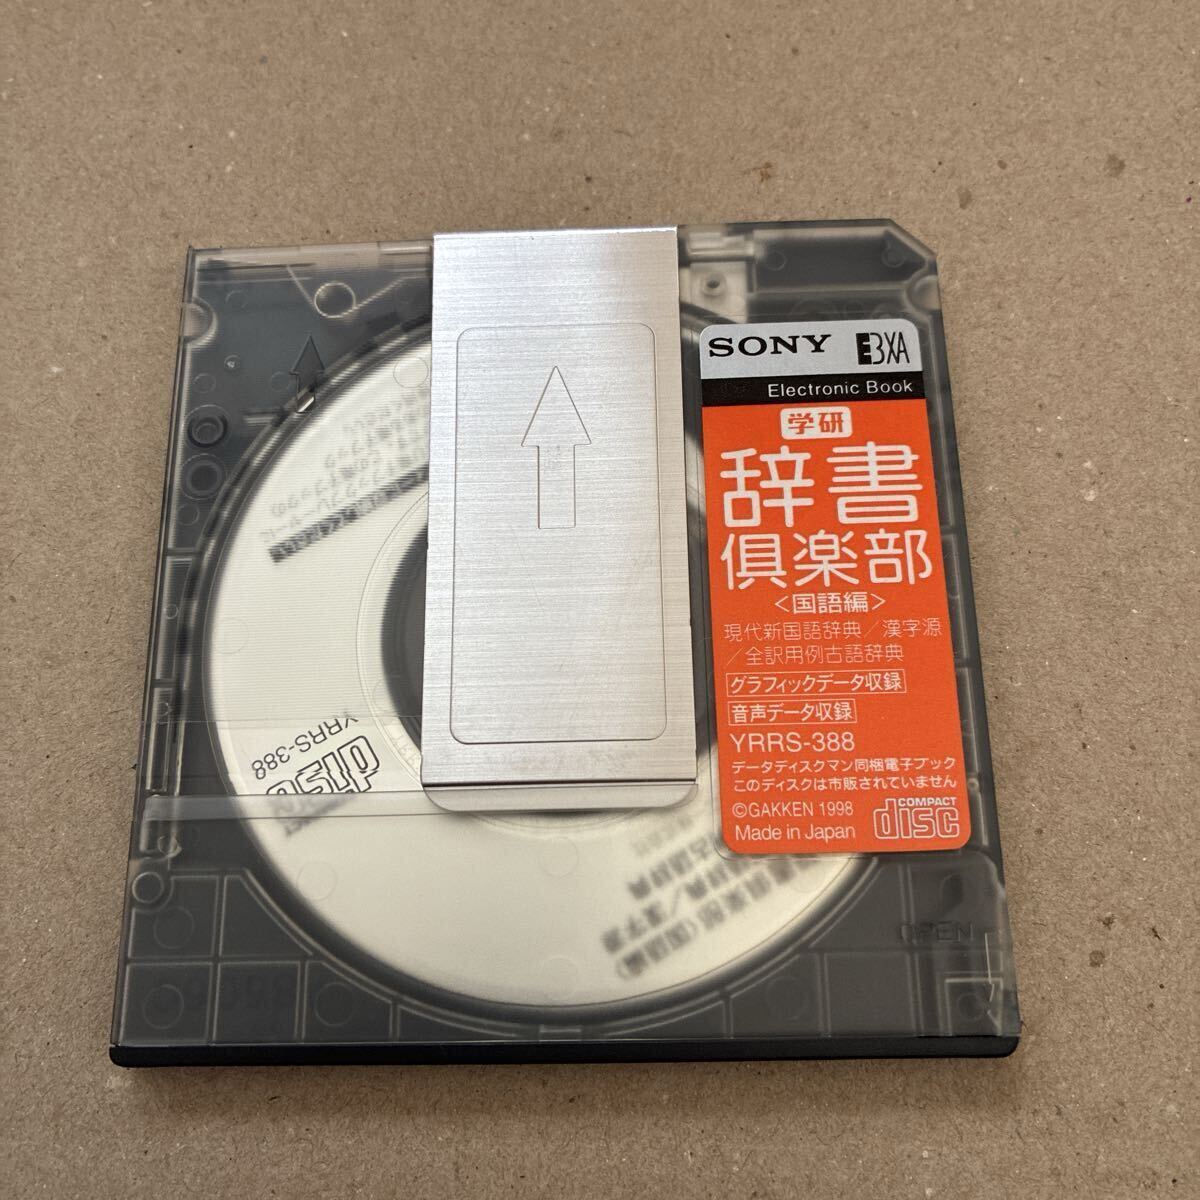 SONY EBXA
Electronic Book
学研
辞書
倶楽部
<国語編>
現代新国語辞典/漢字源
/全訳用例古語辞典
グラフィックデータ収録
音声データ収録
YRRS-388
データディスクマン同梱電子ブック
このディスクは市販されていません
©GAKKEN 1998
Made in Japan
COMPACT
disc
OPEN
YRRS-388
disc